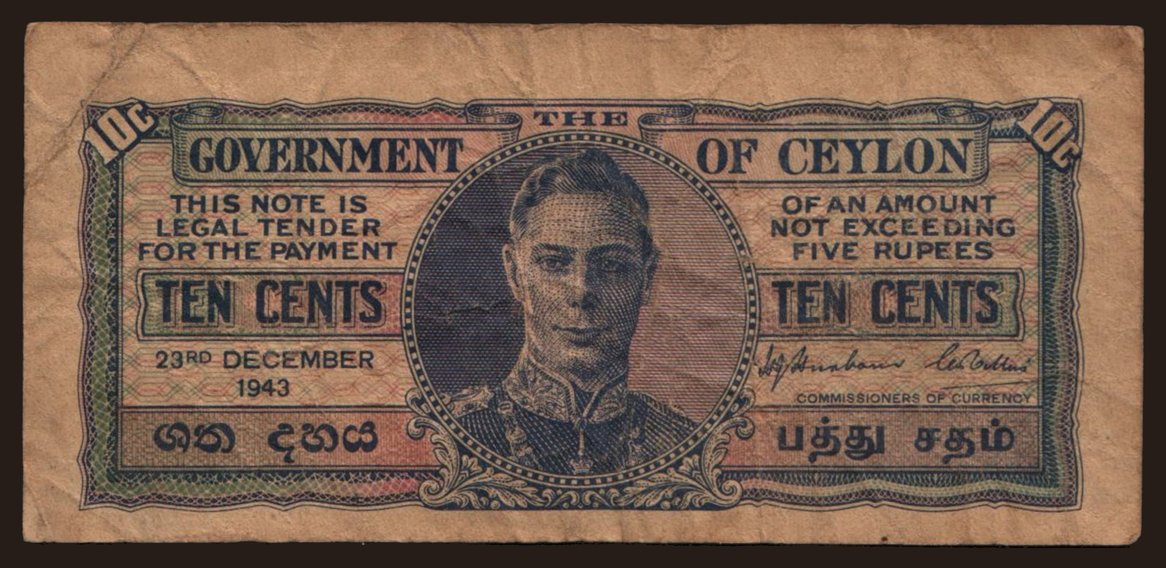 10c
10c
THE
GOVERNMENT OF CEYLON
THIS NOTE IS
LEGAL TENDER
FOR THE PAYMENT
OF AN AMOUNT
NOT EXCEEDING
FIVE RUPEES
TEN CENTS
TEN CENTS
23RD DECEMBER
1943
COMMISSIONERS OF CURRENCY
ශත දහය
பத்து சதம்